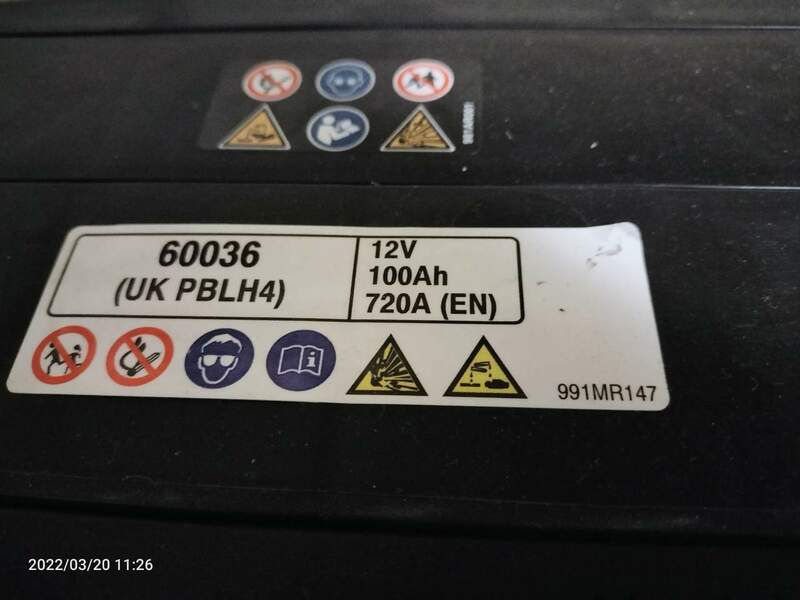 60036
(UK PBLH4)
12V
100Ah
720A (EN)
991MR147
2022/03/20 11:26